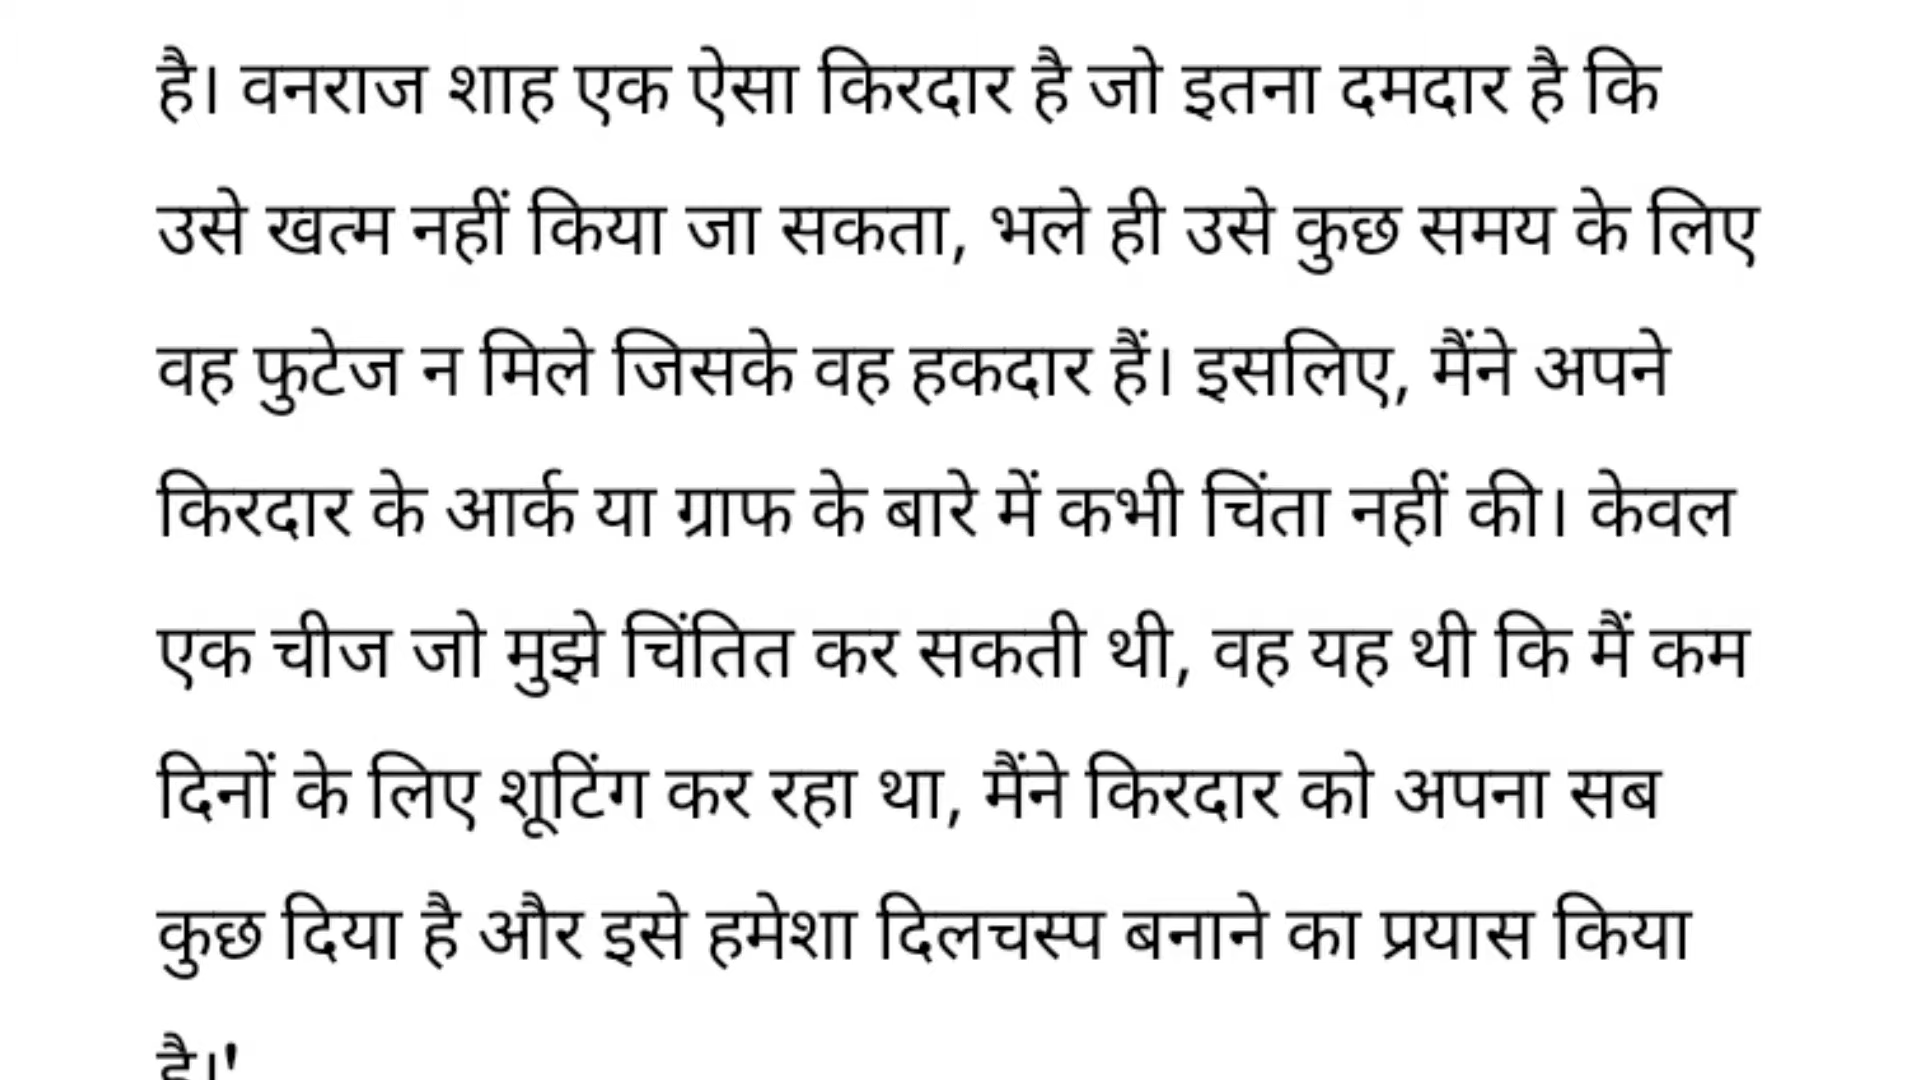 है। वनराज शाह एक ऐसा किरदार है जो इतना दमदार है कि
उसे खत्म नहीं किया जा सकता, भले ही उसे कुछ समय के लिए
वह फुटेज न मिले जिसके वह हकदार हैं। इसलिए, मैंने अपने
किरदार के आर्क या ग्राफ के बारे में कभी चिंता नहीं की। केवल
एक चीज जो मुझे चिंतित कर सकती थी, वह यह थी कि मैं कम
दिनों के लिए शूटिंग कर रहा था, मैंने किरदार को अपना सब
कुछ दिया है और इसे हमेशा दिलचस्प बनाने का प्रयास किया
है।'